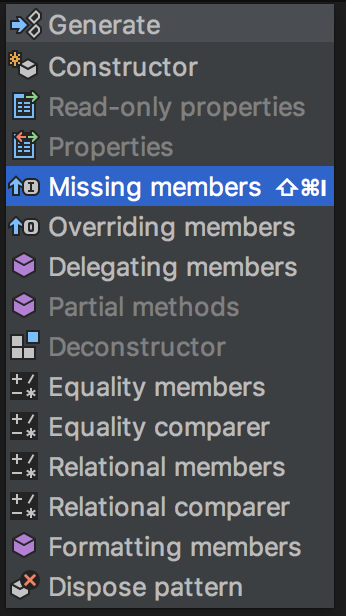 Generate
Constructor
Read-only properties
Properties
Missing members ⇧⌘I
Overriding members
Delegating members
Partial methods
Deconstructor
Equality members
Equality comparer
Relational members
Relational comparer
Formatting members
Dispose pattern